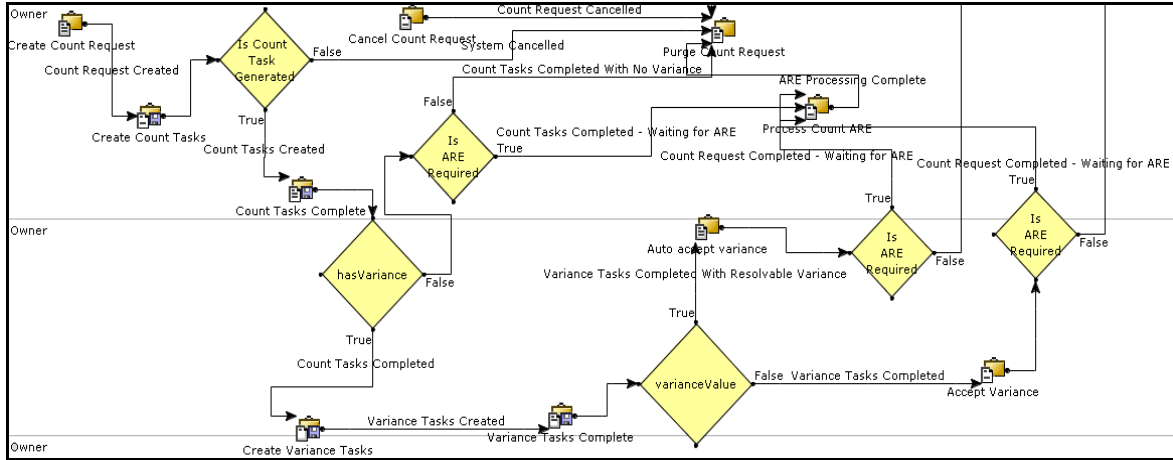 Owner
Count Request Cancelled
Create Count Request
Cancel Count Request
Purge Count Request
Is Count
Task
Generated
False
System Cancelled
Count Request Created
Count Tasks Completed With No Variance
ARE Processing Complete
False
True
Create Count Tasks
Process Count ARE
Count Tasks Completed - Waiting for ARE
Is
ARE
Required
True
Count Tasks Created
Count Request Completed - Waiting for ARE
Count Request Completed - Waiting for ARE
True
True
Count Tasks Complete
Owner
Is
ARE
Required
False
Auto accept variance
Is
ARE
Required
False
hasVariance
False
Variance Tasks Completed With Resolvable Variance
True
True
Count Tasks Completed
varianceValue
False
Variance Tasks Completed
Accept Variance
Variance Tasks Created
Variance Tasks Complete
Create Variance Tasks
Owner